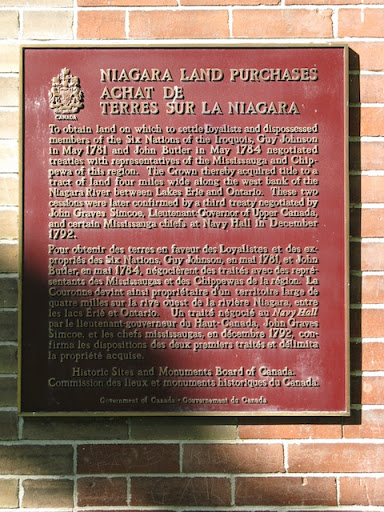 NIAGARA LAND PURCHASES
ACHAT DE
TERRES SUR LA NIAGARA
CANADA
To obtain land on which to settle Loyalists and dispossessed
members of the Six Nations of the Iroquois, Guy Johnson
in May 1781 and John Butler in May 1784 negotiated
treaties with representatives of the Mississauga and Chip-
pewa of this region. The Crown thereby acquired title to a
tract of land four miles wide along the west bank of the
Niagara River between Lakes Erie and Ontario. These two
cessions were later confirmed by a third treaty negotiated by
John Graves Simcoe, Lieutenant-Governor of Upper Canada,
and certain Mississauga chiefs at Navy Hall in December
1792.
Pour obtenir des terres en faveur des Loyalistes et des ex-
propriés des Six Nations, Guy Johnson, en mai 1781, et John
Butler, en mai 1784, négocièrent des traités avec des repré-
sentants des Mississaugas et des Chippewas de la région. La
Couronne devint ainsi propriétaire d'un territoire large de
quatre milles sur la rive ouest de la rivière Niagara, entre
les lacs Érié et Ontario. Un traité négocié au Navy Hall
par le lieutenant-gouverneur du Haut-Canada, John Graves
Simcoe, et les chefs mississaugas, en décembre 1792, con-
firma les dispositions des deux premiers traités et délimita
la propriété acquise.
Historic Sites and Monuments Board of Canada.
Commission des lieux et monuments historiques du Canada.
Government of Canada - Gouvernement du Canada